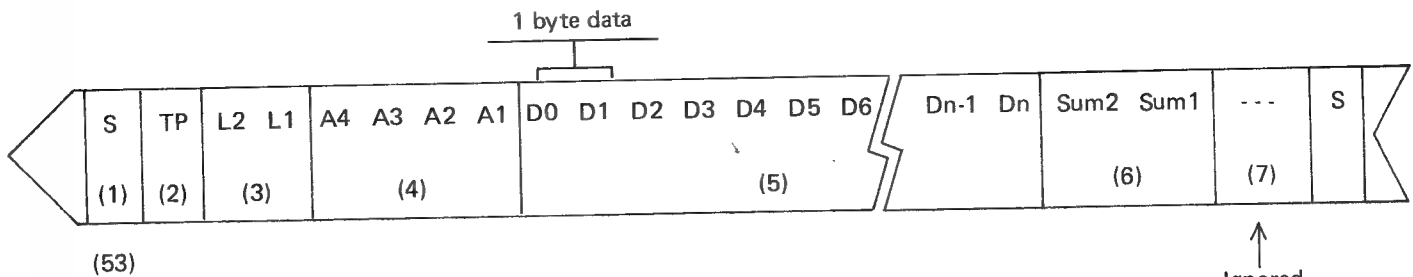 1 byte data
S TP L2 L1 A4 A3 A2 A1 D0 D1 D2 D3 D4 D5 D6 Dn-1 Dn Sum2 Sum1 --- S
(1) (2) (3) (4) (5) (6) (7)
(53)
Ignored